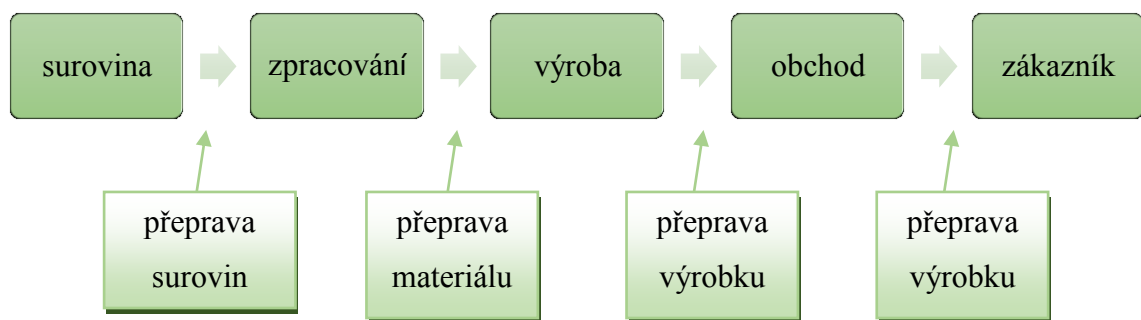 surovina
zpracování
výroba
obchod
zákazník
přeprava
surovin
přeprava
materiálu
přeprava
výrobku
přeprava
výrobku